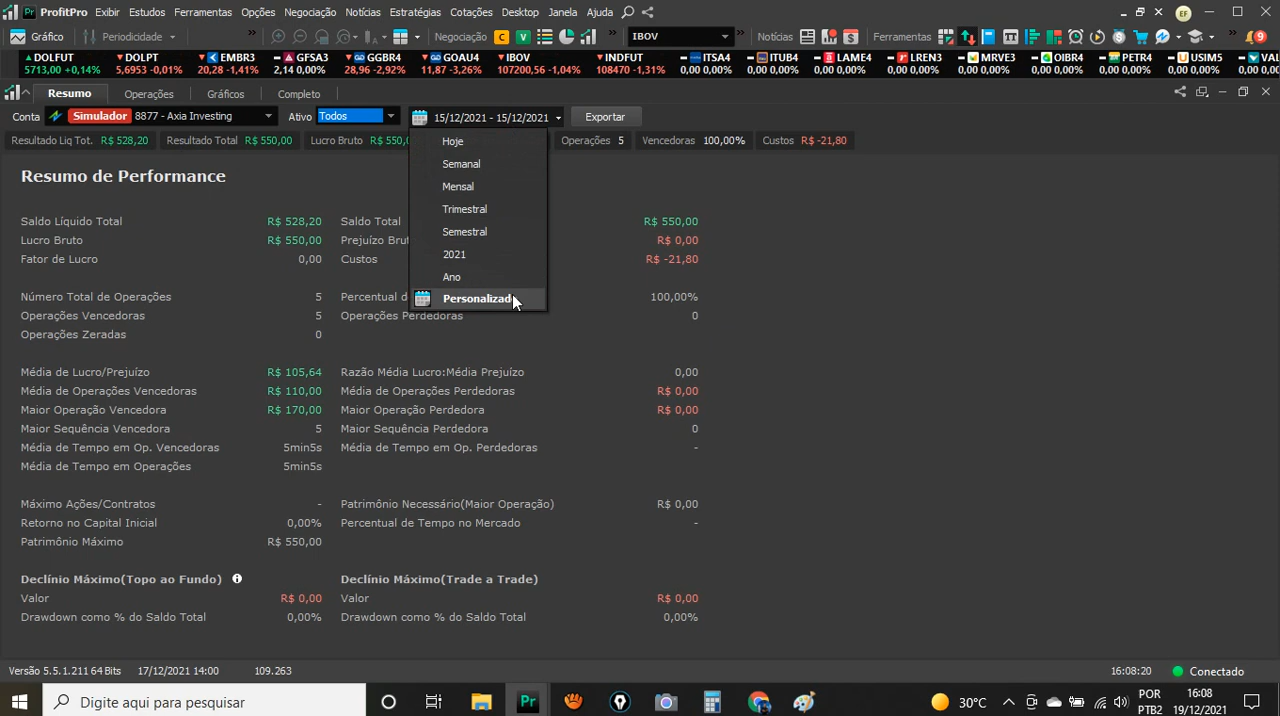 ProfitPro Exibir Estudos Ferramentas Opções Negociação Notícias Estratégias Cotações Desktop Janela Ajuda EF
Gráfico Periodicidade » Negociação C V » IBOV Notícias Ferramentas » 9
DOLFUT DOLPT EMBR3 GFSA3 GGBR4 GOAU4 IBOV INDFUT ITSA4 ITUB4 LAME4 LREN3 MRVE3 OIBR4 PETR4 USIM5 VAL
5713,00 +0,14% 5,6953 -0,01% 20,28 -1,41% 2,14 0,00% 28,96 -2,92% 11,87 -3,26% 107200,56 -1,04% 108470 -1,31% 0,00 0,00% 0,00 0,00% 0,00 0,00% 0,00 0,00% 0,00 0,00% 0,00 0,00% 0,00 0,00% 0,00 0,00% 0,00
Resumo Operações Gráficos Completo
Conta Simulador 8877 - Axia Investing Ativo Todos 15/12/2021 - 15/12/2021 Exportar
Resultado Liq Tot. R$ 528,20 Resultado Total R$ 550,00 Lucro Bruto R$ 550,0 Operações 5 Vencedoras 100,00% Custos R$ -21,80
Hoje
Semanal
Mensal
Trimestral
Semestral
2021
Ano
Personalizado
Resumo de Performance
Saldo Líquido Total R$ 528,20 Saldo Total R$ 550,00
Lucro Bruto R$ 550,00 Prejuízo Bru R$ 0,00
Fator de Lucro 0,00 Custos R$ -21,80
Número Total de Operações 5 Percentual de 100,00%
Operações Vencedoras 5 Operações Perdedoras 0
Operações Zeradas 0
Média de Lucro/Prejuízo R$ 105,64 Razão Média Lucro:Média Prejuízo 0,00
Média de Operações Vencedoras R$ 110,00 Média de Operações Perdedoras R$ 0,00
Maior Operação Vencedora R$ 170,00 Maior Operação Perdedora R$ 0,00
Maior Sequência Vencedora 5 Maior Sequência Perdedora 0
Média de Tempo em Op. Vencedoras 5min5s Média de Tempo em Op. Perdedoras -
Média de Tempo em Operações 5min5s
Máximo Ações/Contratos - Patrimônio Necessário(Maior Operação) R$ 0,00
Retorno no Capital Inicial 0,00% Percentual de Tempo no Mercado -
Patrimônio Máximo R$ 550,00
Declínio Máximo(Topo ao Fundo) Declínio Máximo(Trade a Trade)
Valor R$ 0,00 Valor R$ 0,00
Drawdown como % do Saldo Total 0,00% Drawdown como % do Saldo Total 0,00%
Versão 5.5.1.211 64 Bits 17/12/2021 14:00 109.263 16:08:20 Conectado
Digite aqui para pesquisar Pr 30°C POR 16:08
PTB2 19/12/2021